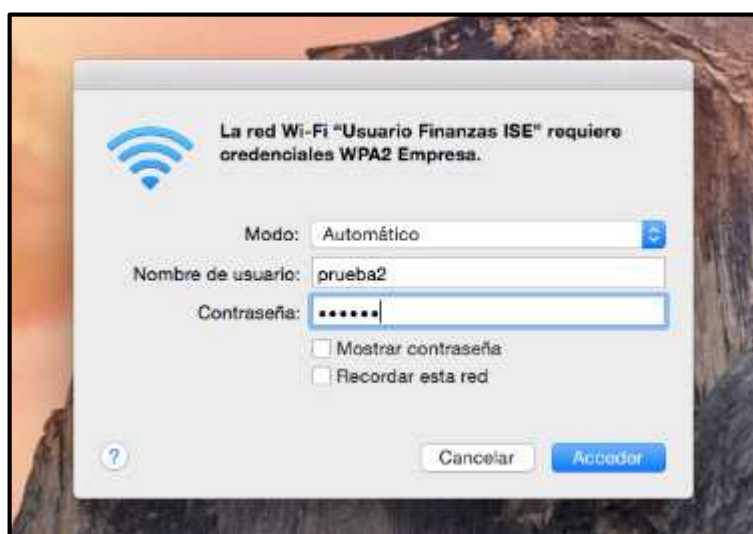 La red Wi-Fi "Usuario Finanzas ISE" requiere
credenciales WPA2 Empresa.
Modo: Automático
Nombre de usuario: prueba2
Contraseña: ••••••
Mostrar contraseña
Recordar esta red
? Cancelar Acceder